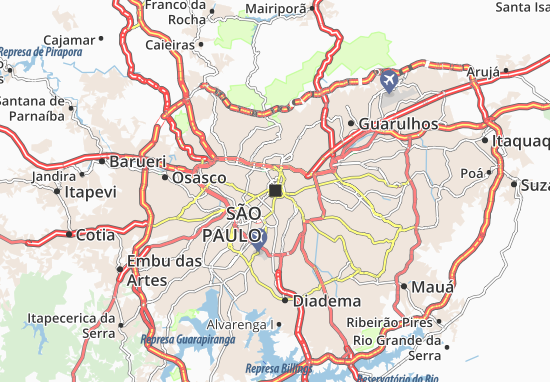 Franco da
Rocha
Mairiporã
Santa Isa
Cajamar
Represa de Pirapora
Caieiras
Arujá
Santana de
Parnaíba
Guarulhos
Itaquaq
Barueri
Jandira
Osasco
Itapevi
Poá
Suza
SÃO
PAULO
Cotia
Embu das
Artes
Mauá
Diadema
Itapecerica da
Serra
Alvarenga
Ribeirão Pires
Represa Guarapiranga
Rio Grande da
Serra
Represa Billings
Reservatório do Rio